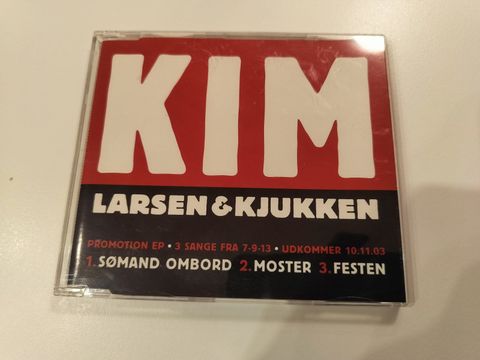 KIM
LARSEN & KJUKKEN
PROMOTION EP • 3 SANGE FRA 7-9-13 • UDKOMMER 10.11.03
1. SØMAND OMBORD 2. MOSTER 3. FESTEN